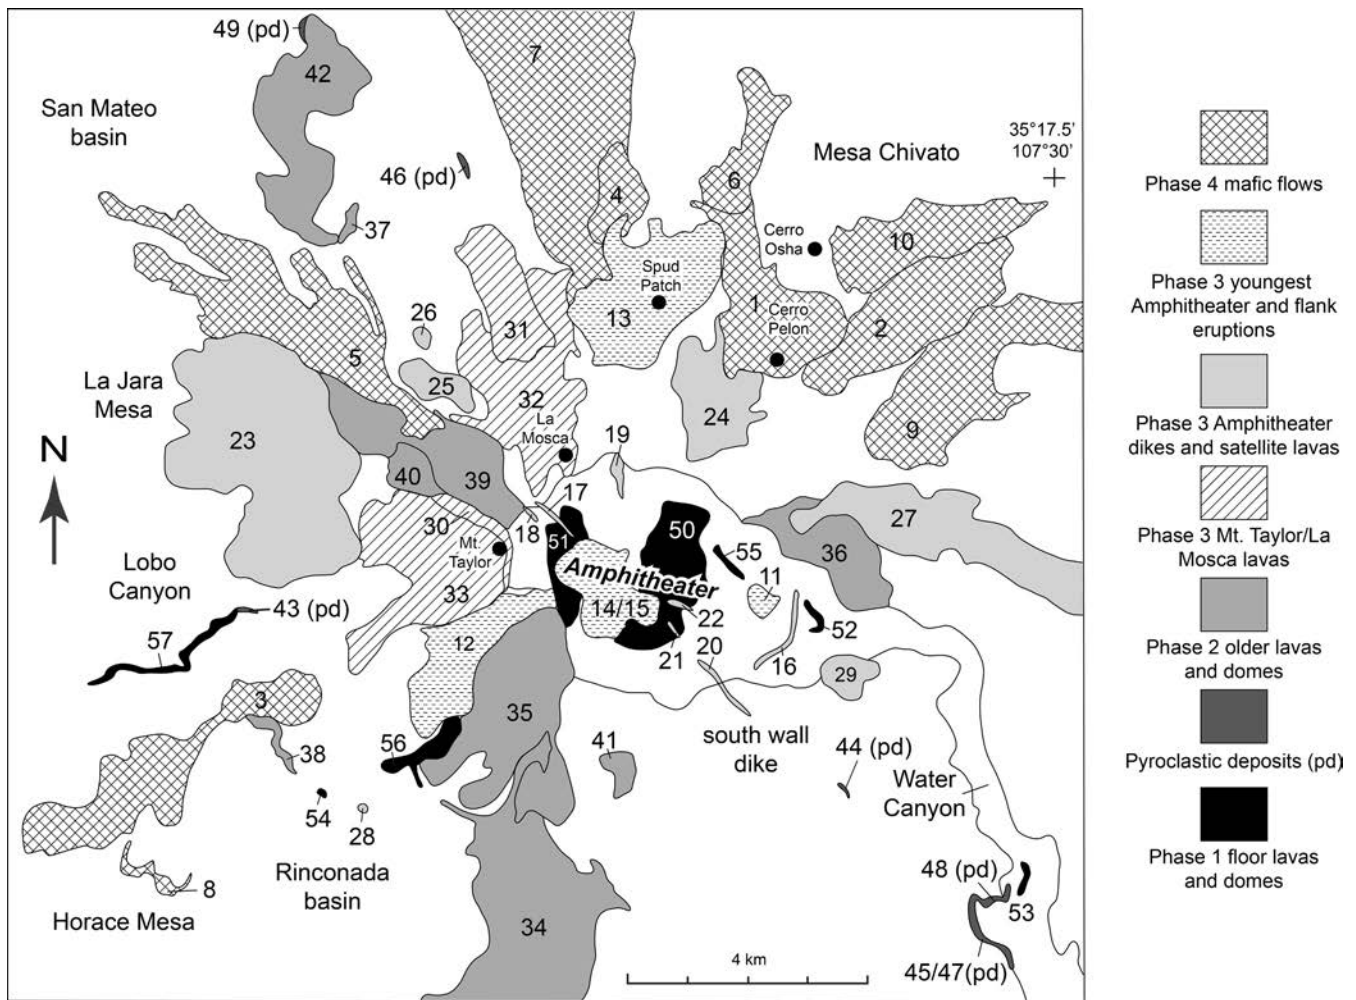 49 (pd)
42
7
San Mateo
basin
35°17.5'
107°30'
Mesa Chivato
46 (pd)
6
4
37
Cerro
Osha
10
Spud
Patch
26
31
13
1
Cerro
Pelon
2
5
La Jara
Mesa
25
32
24
La
Mosca
9
23
19
N
40
39
17
27
30
18
51
50
Mt.
Taylor
55
36
Amphitheater
11
Lobo
Canyon
33
14/15
22
43 (pd)
52
57
12
21
20
16
29
3
35
south wall
dike
56
41
38
44 (pd)
Water
Canyon
54
28
Rinconada
basin
8
48 (pd)
Horace Mesa
53
34
4 km
45/47(pd)
Phase 4 mafic flows
Phase 3 youngest
Amphitheater and flank
eruptions
Phase 3 Amphitheater
dikes and satellite lavas
Phase 3 Mt. Taylor/La
Mosca lavas
Phase 2 older lavas
and domes
Pyroclastic deposits (pd)
Phase 1 floor lavas
and domes